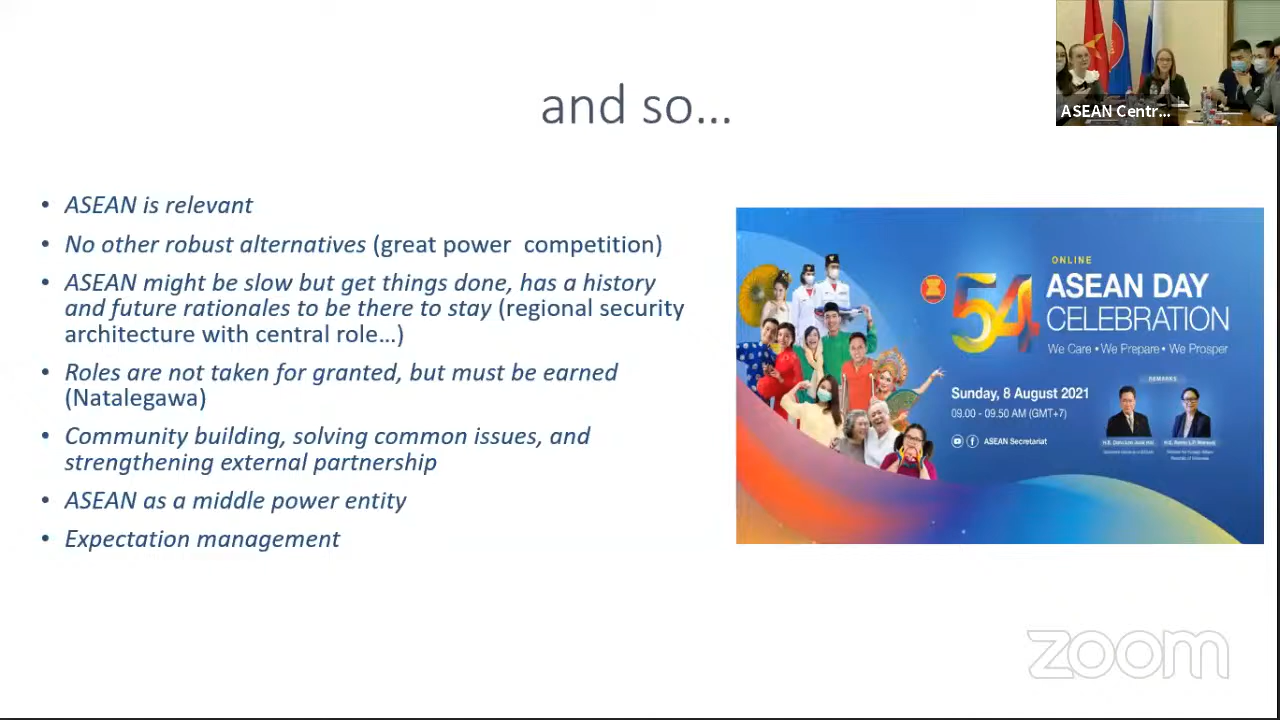 ASEAN Centr...
and so...
• ASEAN is relevant
• No other robust alternatives (great power competition)
• ASEAN might be slow but get things done, has a history
and future rationales to be there to stay (regional security
architecture with central role...)
• Roles are not taken for granted, but must be earned
(Natalegawa)
• Community building, solving common issues, and
strengthening external partnership
• ASEAN as a middle power entity
• Expectation management
ONLINE
54 ASEAN DAY
CELEBRATION
We Care • We Prepare • We Prosper
Sunday, 8 August 2021
09.00 - 09.50 AM (GMT+7)
ASEAN Secretariat
REMARKS
zoom